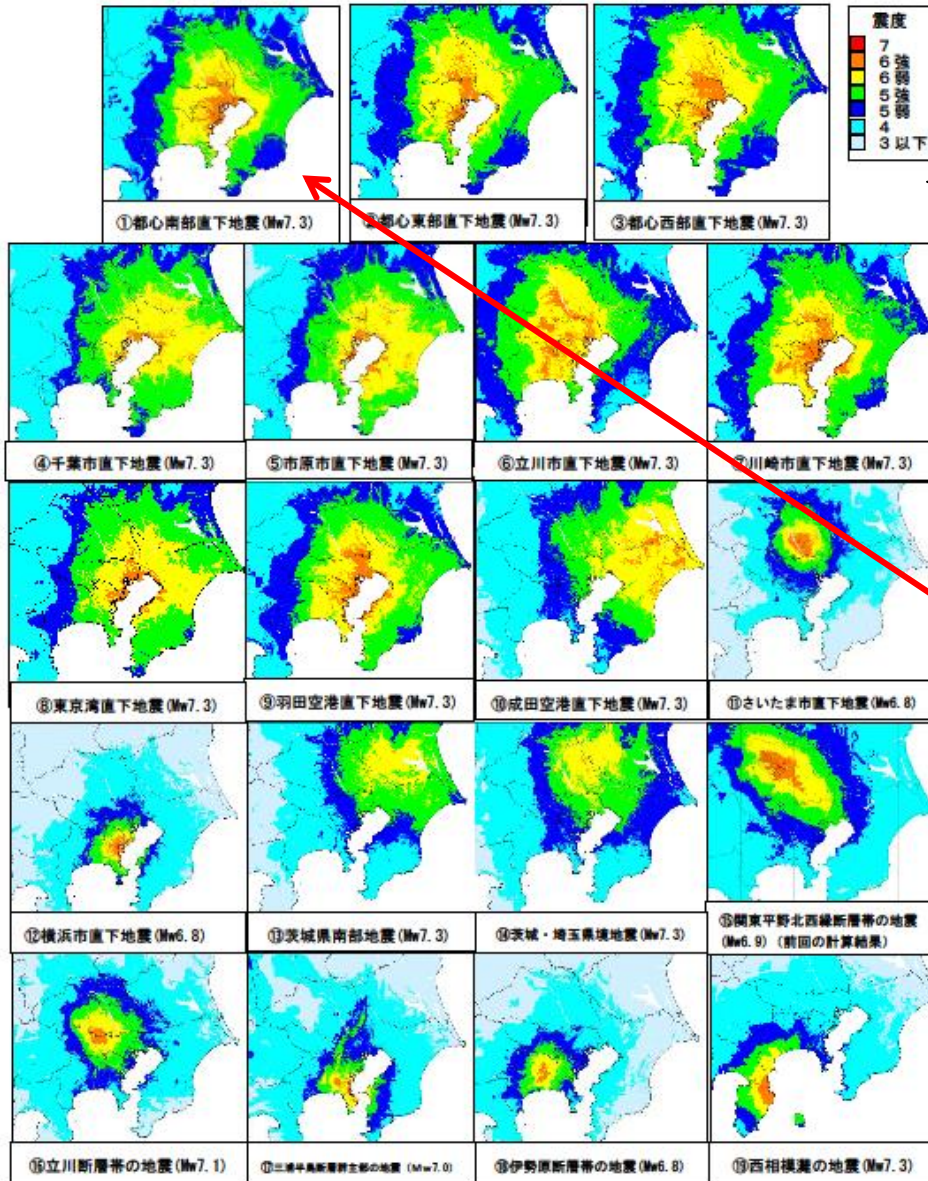 震度
7
6強
6弱
5強
5弱
4
3以下
①都心南部直下地震(Mw7.3)
②都心東部直下地震(Mw7.3)
③都心西部直下地震(Mw7.3)
④千葉市直下地震(Mw7.3)
⑤市原市直下地震(Mw7.3)
⑥立川市直下地震(Mw7.3)
⑦川崎市直下地震(Mw7.3)
⑧東京湾直下地震(Mw7.3)
⑨羽田空港直下地震(Mw7.3)
⑩成田空港直下地震(Mw7.3)
⑪さいたま市直下地震(Mw6.8)
⑫横浜市直下地震(Mw6.8)
⑬茨城県南部地震(Mw7.3)
⑭茨城・埼玉県境地震(Mw7.3)
⑮関東平野北西縁断層帯の地震
(Mw6.9)(前回の計算結果)
⑯立川断層帯の地震(Mw7.1)
⑰三浦半島断層群主部の地震(Mw7.0)
⑱伊勢原断層帯の地震(Mw6.8)
⑲西相模灘の地震(Mw7.3)